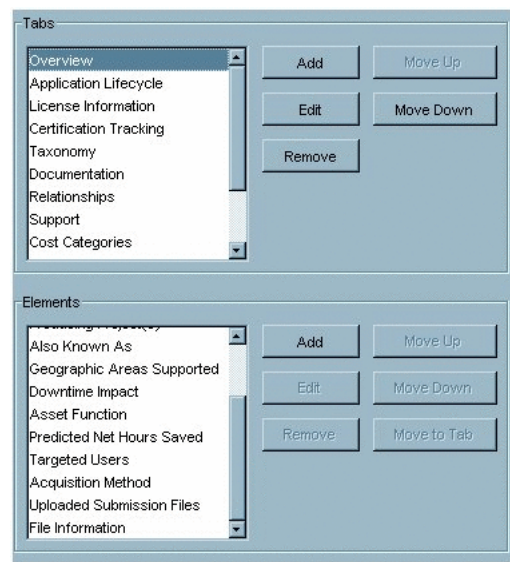 Tabs
Overview
Application Lifecycle
License Information
Certification Tracking
Taxonomy
Documentation
Relationships
Support
Cost Categories
Add
Move Up
Edit
Move Down
Remove
Elements
Also Known As
Geographic Areas Supported
Downtime Impact
Asset Function
Predicted Net Hours Saved
Targeted Users
Acquisition Method
Uploaded Submission Files
File Information
Add
Move Up
Edit
Move Down
Remove
Move to Tab